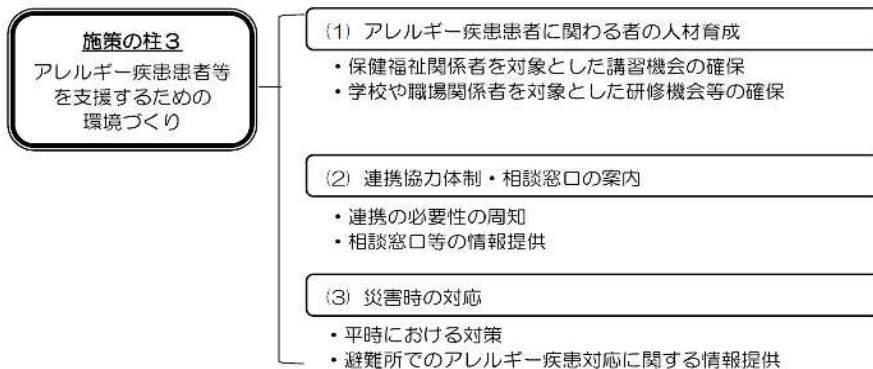 施策の柱3
アレルギー疾患患者等
を支援するための
環境づくり
(1) アレルギー疾患患者に関わる者の人材育成
・保健福祉関係者を対象とした講習機会の確保
・学校や職場関係者を対象とした研修機会等の確保
(2) 連携協力体制・相談窓口の案内
・連携の必要性の周知
・相談窓口等の情報提供
(3) 災害時の対応
・平時における対策
・避難所でのアレルギー疾患対応に関する情報提供